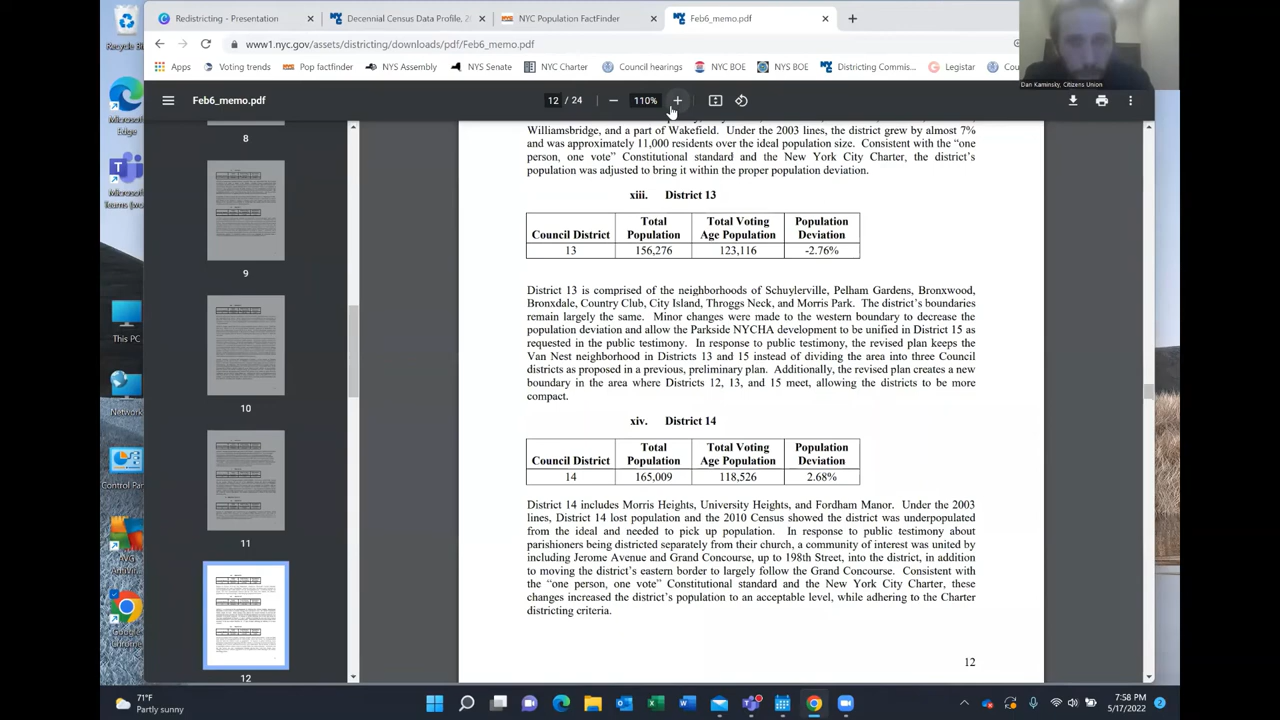 Recycle Bi
Redistricting - Presentation
Decennial Census Data Profile, 2
NYC Population FactFinder
Feb6_memo.pdf
www1.nyc.gov/assets/districting/downloads/pdf/Feb6_memo.pdf
Apps
Voting trends
Pop factfinder
NYS Assembly
NYS Senate
NYC Charter
Council hearings
NYC BOE
NYS BOE
Districting Commis...
Legistar
Cou
Dan Kaminsky, Citizens Union
Feb6_memo.pdf
12 / 24
110%
Microsoft
Edge
Microsoft
Teams (wo
This PC
Network
Control Pa
AVG
Google
Chrome
8
9
10
11
12
Williamsbridge, and a part of Wakefield. Under the 2003 lines, the district grew by almost 7%
and was approximately 11,000 residents over the ideal population size. Consistent with the “one
person, one vote” Constitutional standard and the New York City Charter, the district’s
population was adjusted to bring it within the proper population deviation.
xiii. District 13
Council District Total Population Total Voting Age Population Population Deviation
13 156,276 123,116 -2.76%
District 13 is comprised of the neighborhoods of Schuylerville, Pelham Gardens, Bronxwood,
Bronxdale, Country Club, City Island, Throggs Neck, and Morris Park. The district’s boundaries
remain largely the same. Minor changes were made to the western boundary to decrease the
population deviation and allow the Parkside NYCHA development to be unified in District 15 as
requested in the public testimony. In response to public testimony, the revised plan keeps the
Van Nest neighborhood in Districts 13 and 15 instead of dividing the area into three Council
districts as proposed in a previous, preliminary plan. Additionally, the revised plan creates a new
boundary in the area where Districts 12, 13, and 15 meet, allowing the districts to be more
compact.
xiv. District 14
Council District Total Population Total Voting Age Population Population Deviation
14 165,009 118,526 2.68%
District 14 includes Morris Heights, University Heights, and Fordham Manor. Under the 2003
lines, District 14 lost population and the 2010 Census showed the district was underpopulated
from the ideal and needed to pick up population. In response to public testimony about
parishioners being districted separately from their church, a community of interest was united by
including Jerome Avenue and Grand Concourse, up to 198th Street, into the district, in addition
to moving the district’s eastern border to largely follow the Grand Concourse. Consistent with
the “one person, one vote” Constitutional standard and the New York City Charter, these
changes increased the district’s population to an acceptable level, while adhering to the Charter
districting criteria.
12
71°F
Partly sunny
7:58 PM
5/17/2022
2